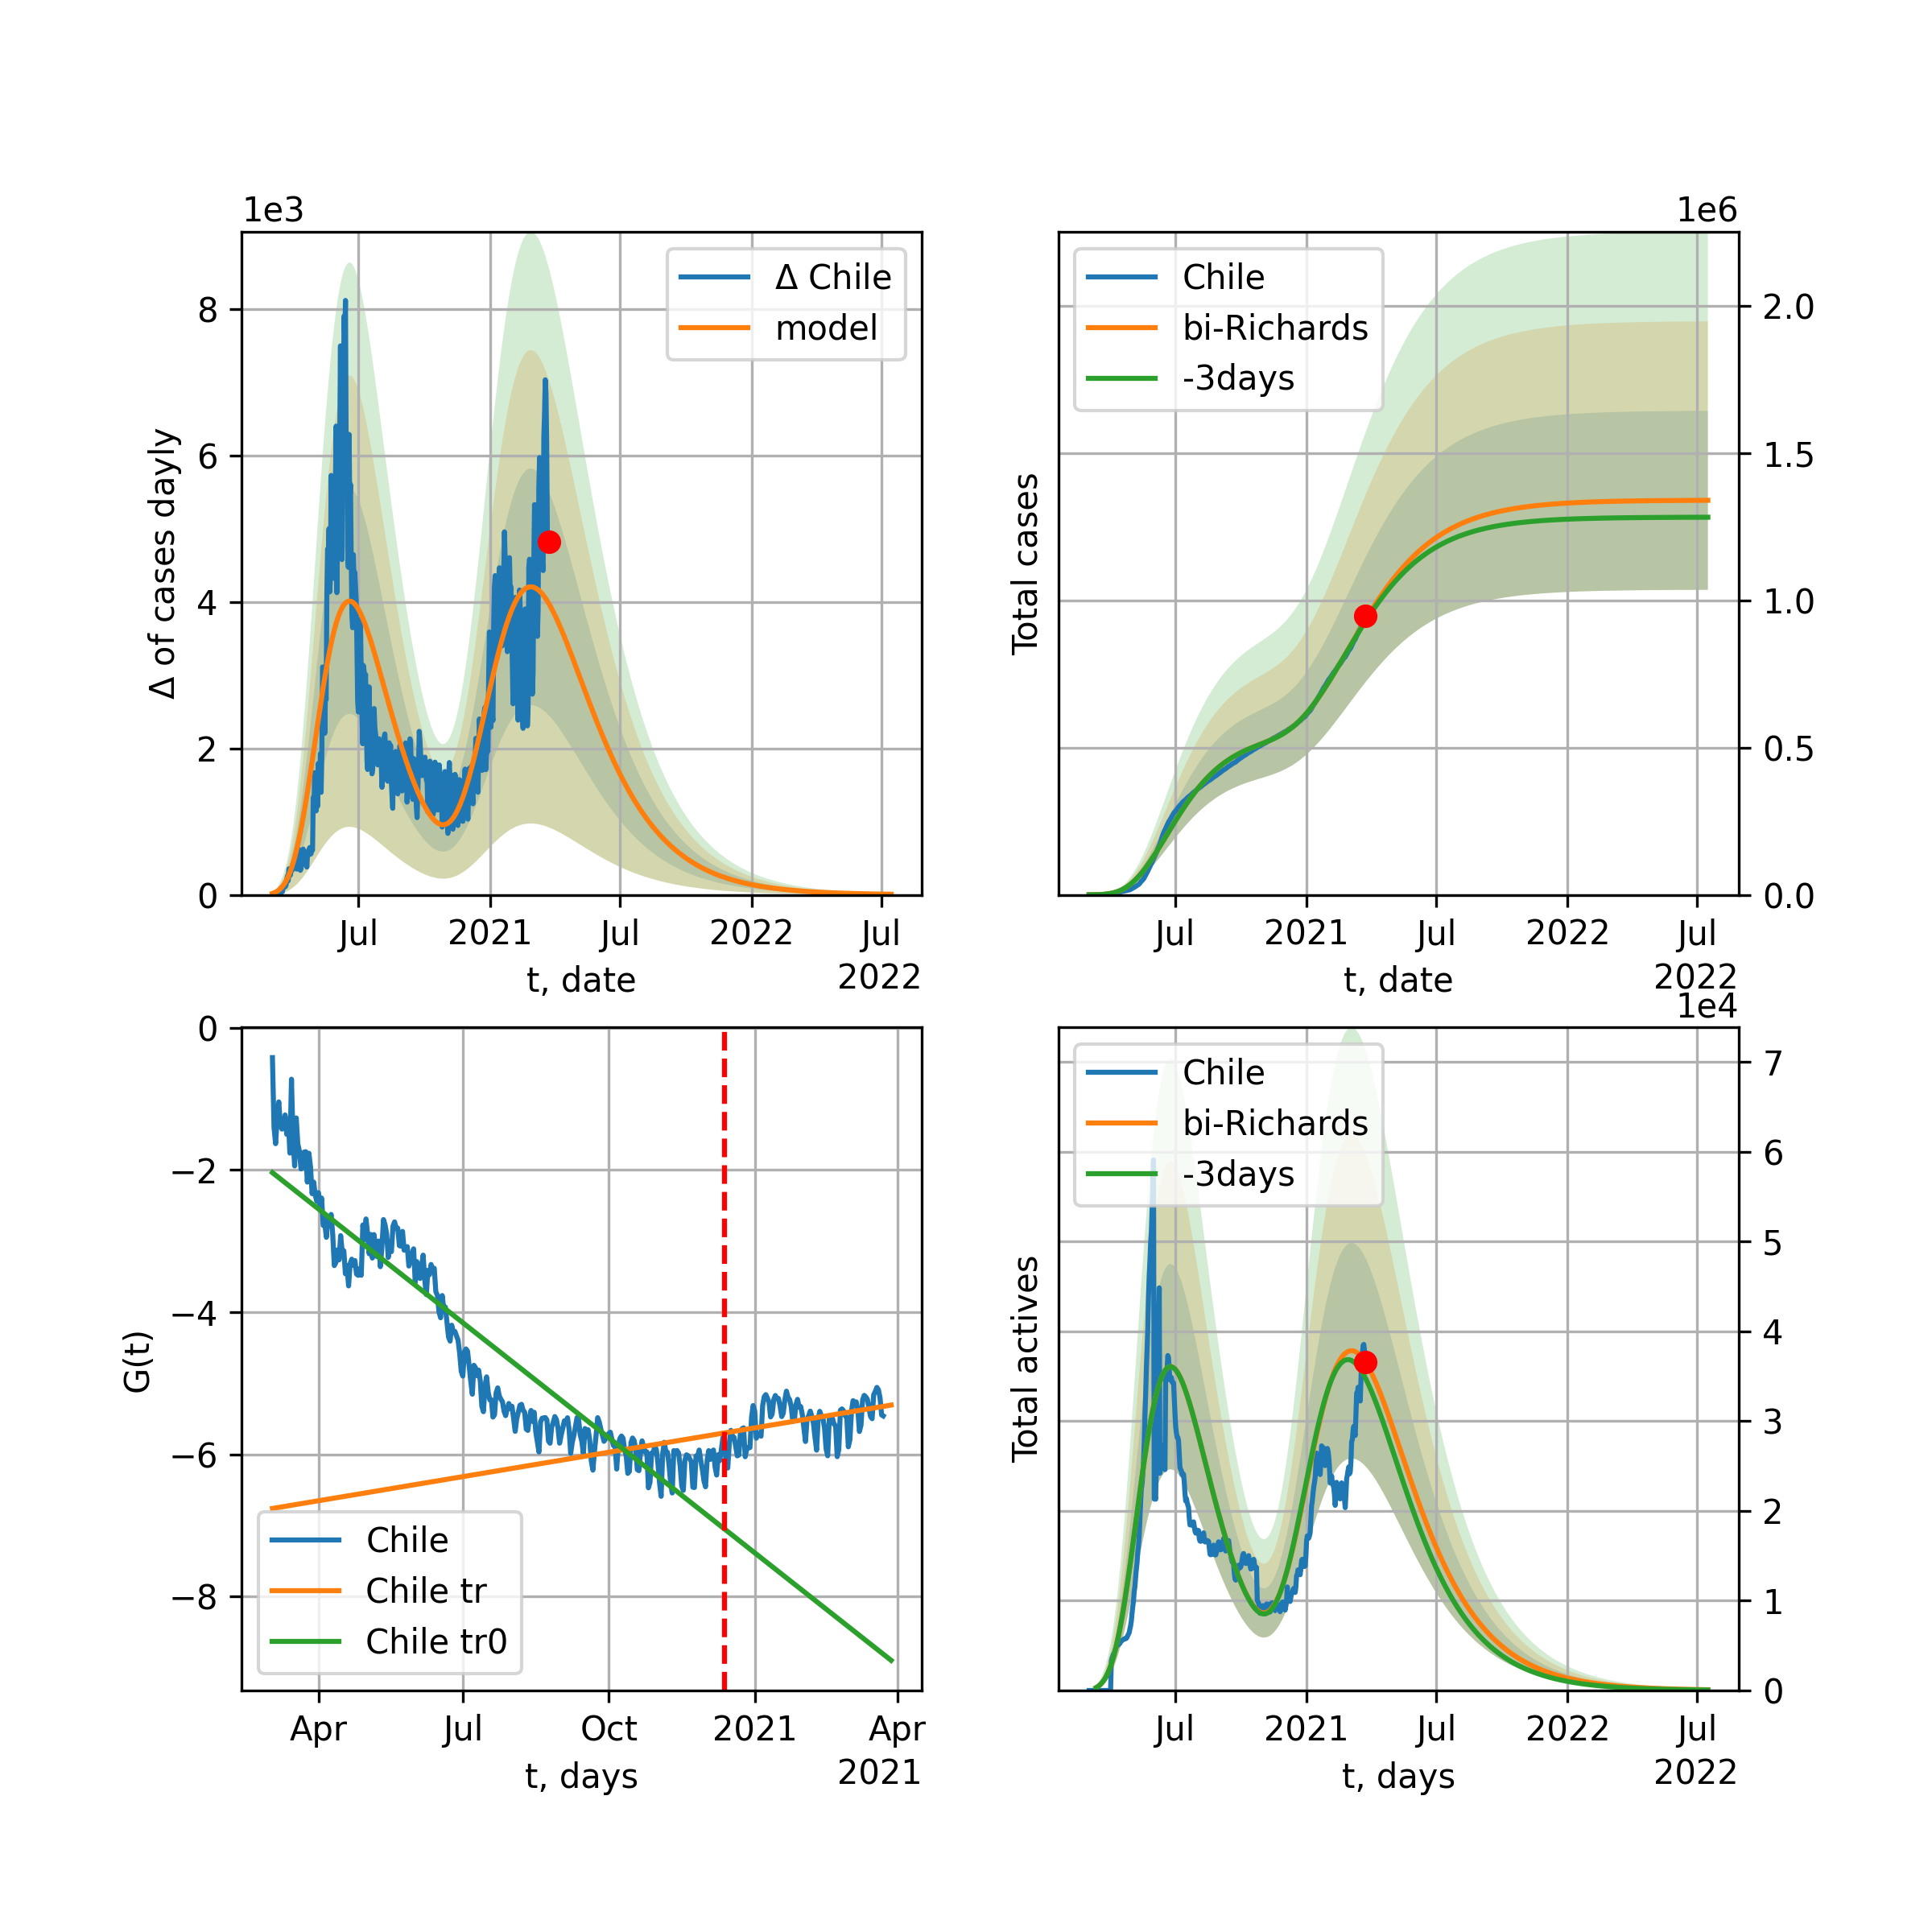 1e3
Δ of cases dayly
8
6
4
2
0
Δ Chile
model
Jul
2021
Jul
2022
Jul
2022
t, date
1e6
Total cases
Chile
bi-Richards
-3days
2.0
1.5
1.0
0.5
0.0
Jul
2021
Jul
2022
Jul
2022
t, date
G(t)
0
−2
−4
−6
−8
Chile
Chile tr
Chile tr0
Apr
Jul
Oct
2021
Apr
2021
t, days
1e4
Total actives
Chile
bi-Richards
-3days
7
6
5
4
3
2
1
0
Jul
2021
Jul
2022
Jul
2022
t, days